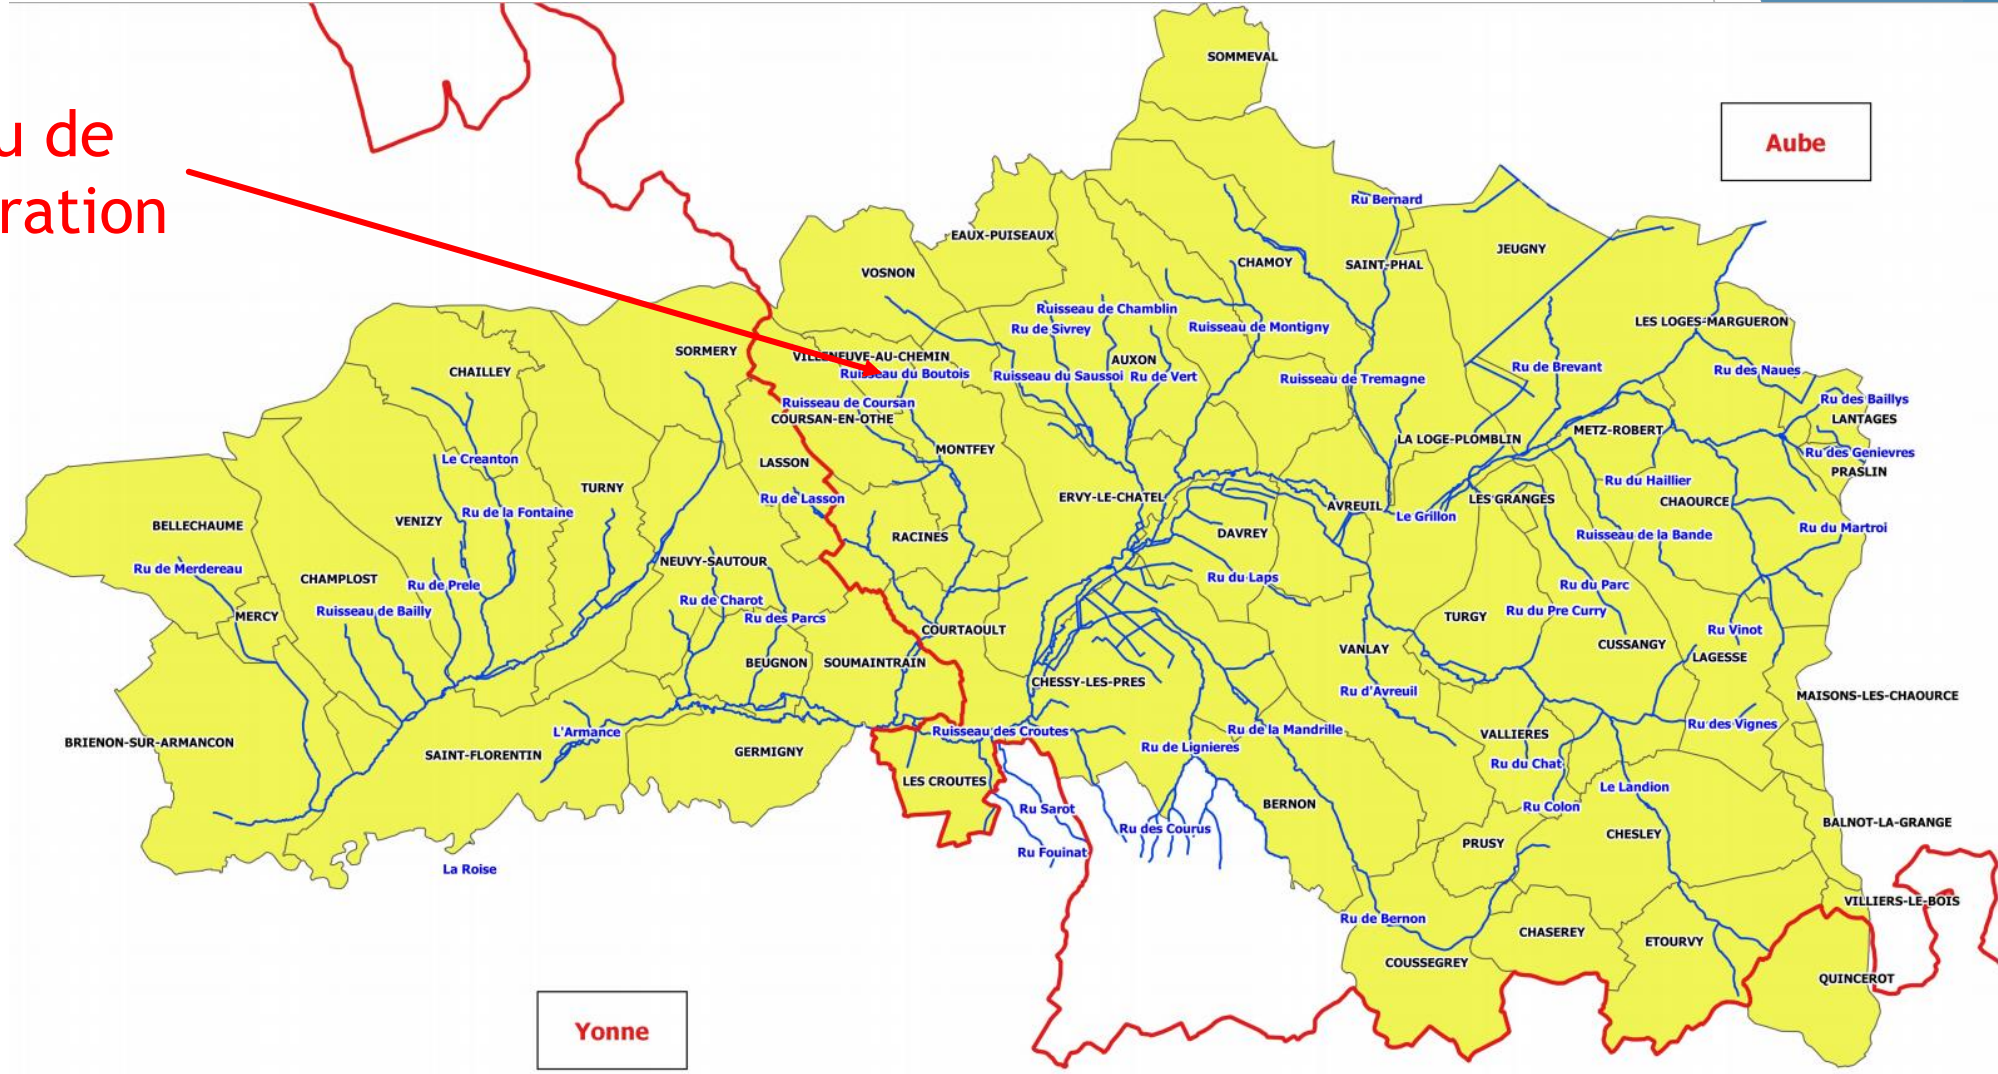 SOMMEVAL
Aube
u de
ration
Ru Bernard
EAUX-PUISEAUX
JEUGNY
VOSNON
CHAMOY
SAINT-PHAL
Ruisseau de Chamblin
Ru de Sivrey
Ruisseau de Montigny
LES LOGES-MARGUERON
SORMERY
VILLENEUVE-AU-CHEMIN
AUXON
CHAILLEY
Ruisseau du Boutois
Ruisseau du Saussoi
Ru de Vert
Ruisseau de Tremagne
Ru de Brevant
Ru des Naues
Ruisseau de Coursan
COURSAN-EN-OTHE
Ru des Baillys
LANTAGES
METZ-ROBERT
LA LOGE-PLOMBLIN
MONTFEY
Ru des Genievres
PRASLIN
Le Creanton
LASSON
TURNY
Ru du Haillier
Ru de Lasson
ERVY-LE-CHATEL
LES GRANGES
CHAOURCE
AVREUIL
Le Grillon
Ru de la Fontaine
VENIZY
BELLECHAUME
RACINES
DAVREY
Ruisseau de la Bande
Ru du Martroi
NEUVY-SAUTOUR
Ru de Merdereau
CHAMPLOST
Ru de Prele
Ru du Laps
Ru du Parc
Ruisseau de Bailly
Ru de Charot
Ru des Parcs
MERCY
TURGY
Ru du Pre Curry
COURTAOULT
Ru Vinot
CUSSANGY
VANLAY
LAGESSE
BEUGNON
SOUMAINTRAIN
CHESSY-LES-PRES
Ru d'Avreuil
MAISONS-LES-CHAOURCE
L'Armance
Ruisseau des Croutes
Ru de la Mandrille
VALLIERES
Ru des Vignes
BRIENON-SUR-ARMANCON
SAINT-FLORENTIN
GERMIGNY
Ru de Lignieres
Ru du Chat
LES CROUTES
Le Landion
Ru Sarot
BERNON
Ru Colon
Ru des Courus
CHESLEY
BALNOT-LA-GRANGE
PRUSY
Ru Fouinat
La Roise
VILLIERS-LE-BOIS
Ru de Bernon
CHASEREY
ETOURVY
COUSSEGREY
QUINCEROT
Yonne